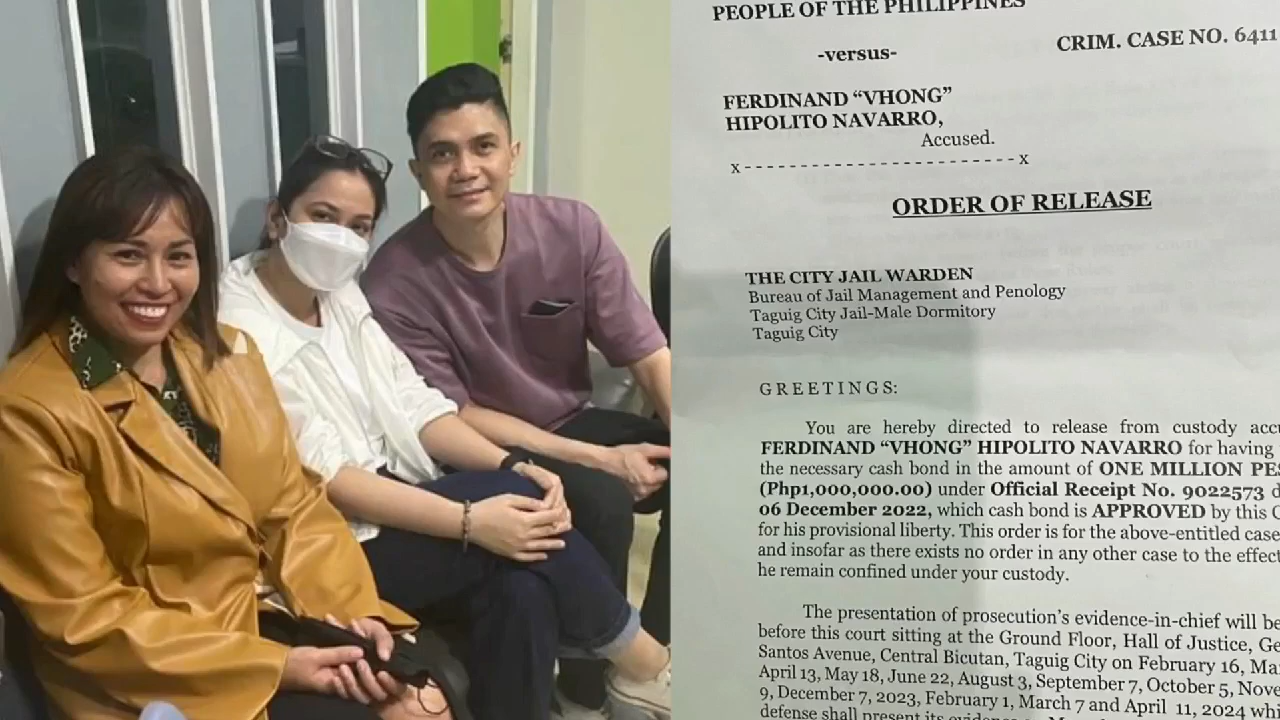 PEOPLE OF THE PHILIPPINES
CRIM. CASE NO. 6411
-versus-
FERDINAND “VHONG”
HIPOLITO NAVARRO,
Accused.
x - - - - - - - - - - - - - - - - - - - - - - - - x
ORDER OF RELEASE
THE CITY JAIL WARDEN
Bureau of Jail Management and Penology
Taguig City Jail-Male Dormitory
Taguig City
G R E E T I N G S:
You are hereby directed to release from custody accu
FERDINAND “VHONG” HIPOLITO NAVARRO for having
the necessary cash bond in the amount of ONE MILLION PES
(Php1,000,000.00) under Official Receipt No. 9022573 d
06 December 2022, which cash bond is APPROVED by this C
for his provisional liberty. This order is for the above-entitled case
and insofar as there exists no order in any other case to the effect
he remain confined under your custody.
The presentation of prosecution’s evidence-in-chief will be
before this court sitting at the Ground Floor, Hall of Justice, Ge
Santos Avenue, Central Bicutan, Taguig City on February 16, Ma
April 13, May 18, June 22, August 3, September 7, October 5, Nove
9, December 7, 2023, February 1, March 7 and April 11, 2024 whi
defense shall present its evidence